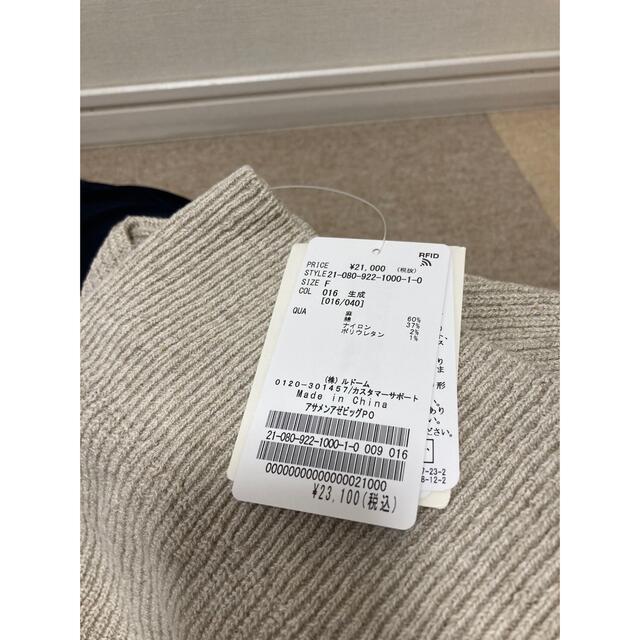 RFID
PRICE ¥21,000 (税抜)
STYLE 21-080-922-1000-1-0
SIZE F
COL 016 生成
[016/040]
QUA 麻 60%
綿 37%
ナイロン 2%
ポリウレタン 1%
(株) ルドーム
0120-301457/カスタマーサポート
Made in China
アサメンアゼビッグPO
21-080-922-1000-1-0 009 016
00000000000000021000
¥23,100(税込)